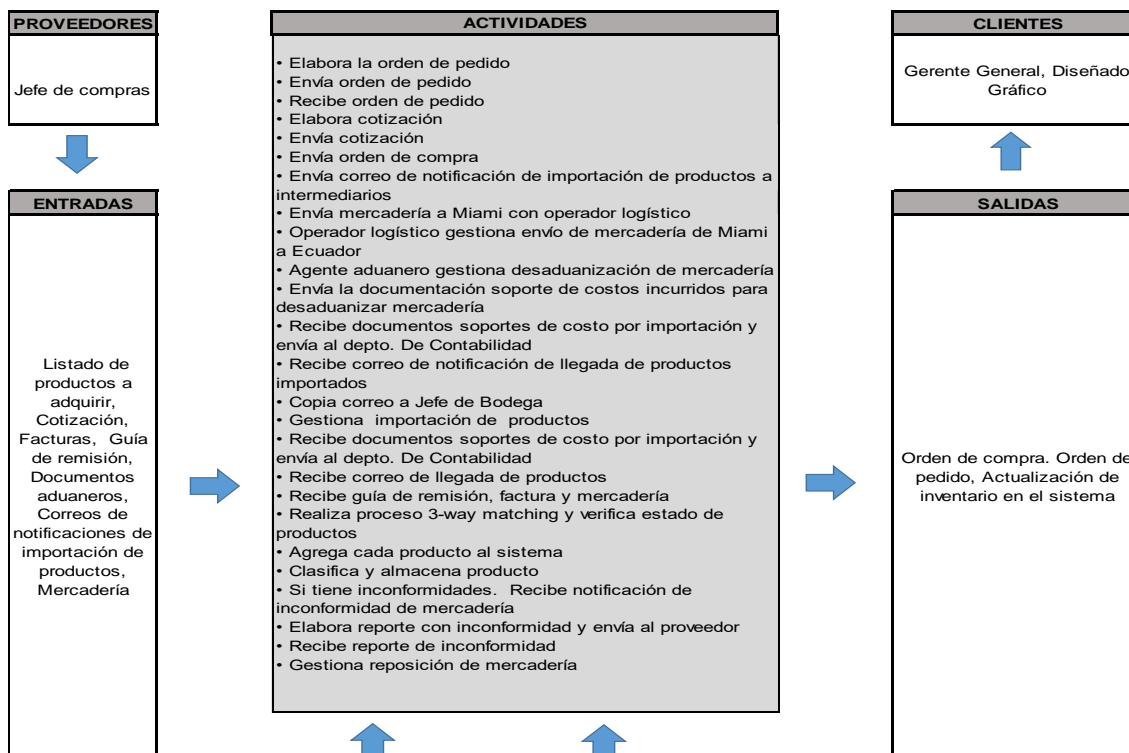 PROVEEDORES
Jefe de compras
ENTRADAS
Listado de
productos a
adquirir,
Cotización,
Facturas, Guía
de remisión,
Documentos
aduaneros,
Correos de
notificaciones de
importación de
productos,
Mercadería
ACTIVIDADES
• Elabora la orden de pedido
• Envía orden de pedido
• Recibe orden de pedido
• Elabora cotización
• Envía cotización
• Envía orden de compra
• Envía correo de notificación de importación de productos a
intermediarios
• Envía mercadería a Miami con operador logístico
• Operador logístico gestiona envío de mercadería de Miami
a Ecuador
• Agente aduanero gestiona desaduanización de mercadería
• Envía la documentación soporte de costos incurridos para
desaduanizar mercadería
• Recibe documentos soportes de costo por importación y
envía al depto. De Contabilidad
• Recibe correo de notificación de llegada de productos
importados
• Copia correo a Jefe de Bodega
• Gestiona importación de productos
• Recibe documentos soportes de costo por importación y
envía al depto. De Contabilidad
• Recibe correo de llegada de productos
• Recibe guía de remisión, factura y mercadería
• Realiza proceso 3-way matching y verifica estado de
productos
• Agrega cada producto al sistema
• Clasifica y almacena producto
• Si tiene inconformidades. Recibe notificación de
inconformidad de mercadería
• Elabora reporte con inconformidad y envía al proveedor
• Recibe reporte de inconformidad
• Gestiona reposición de mercadería
CLIENTES
Gerente General, Diseñado
Gráfico
SALIDAS
Orden de compra. Orden de
pedido, Actualización de
inventario en el sistema